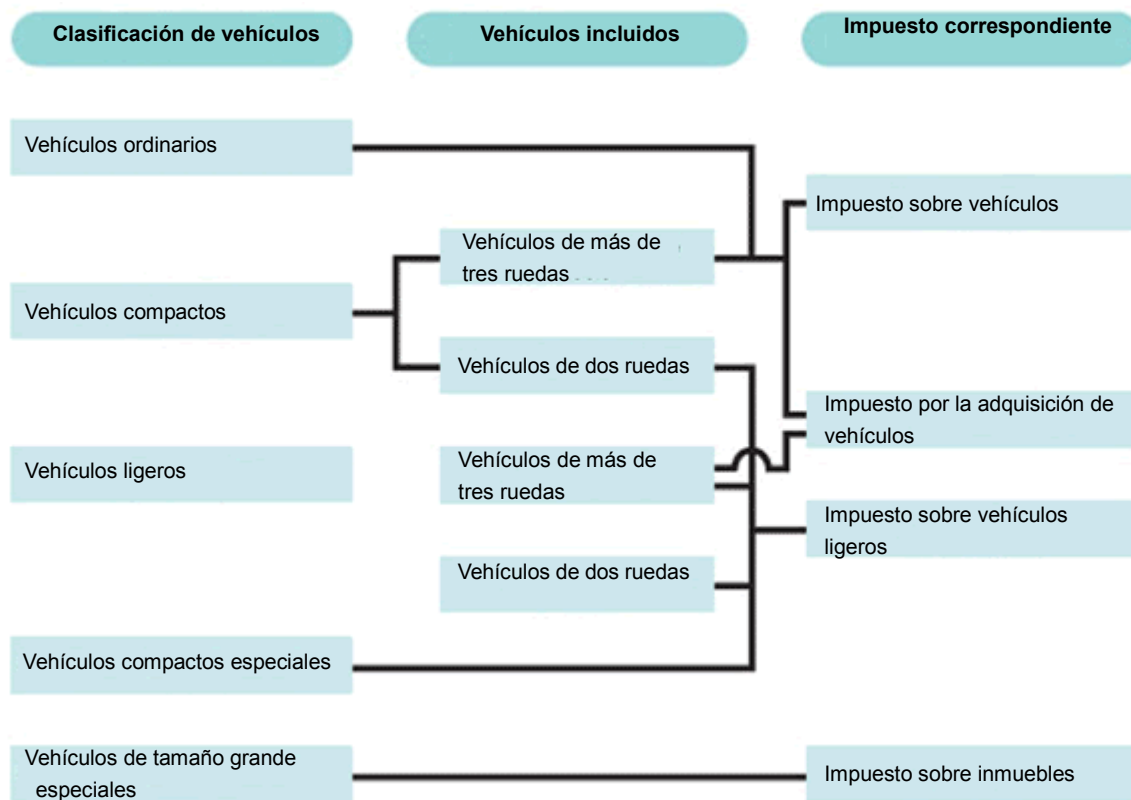 Clasificación de vehículos
Vehículos incluidos
Impuesto correspondiente
Vehículos ordinarios
Impuesto sobre vehículos
Vehículos de más de
tres ruedas
Vehículos compactos
Vehículos de dos ruedas
Impuesto por la adquisición de
vehículos
Vehículos ligeros
Vehículos de más de
tres ruedas
Impuesto sobre vehículos
ligeros
Vehículos de dos ruedas
Vehículos compactos especiales
Vehículos de tamaño grande
especiales
Impuesto sobre inmuebles